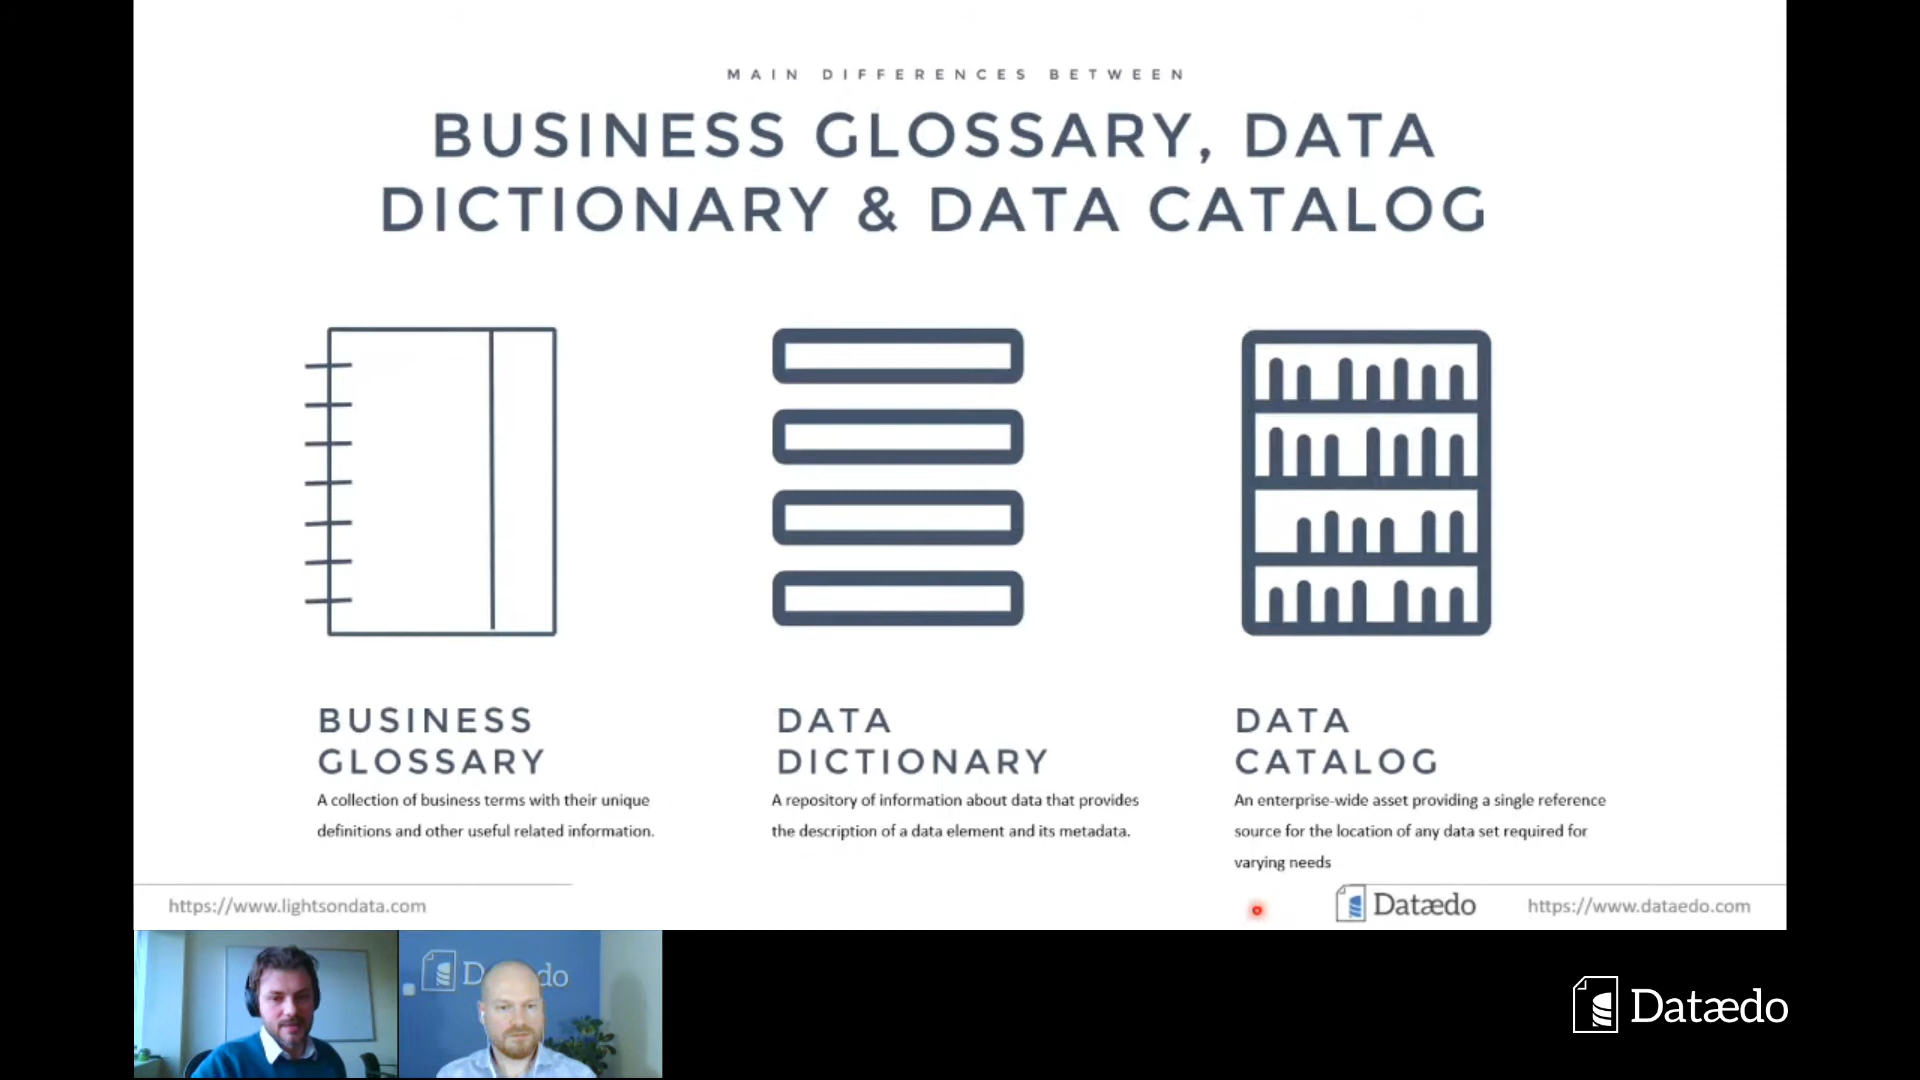 MAIN DIFFERENCES BETWEEN
BUSINESS GLOSSARY, DATA
DICTIONARY & DATA CATALOG
BUSINESS
GLOSSARY
A collection of business terms with their unique
definitions and other useful related information.
DATA
DICTIONARY
A repository of information about data that provides
the description of a data element and its metadata.
DATA
CATALOG
An enterprise-wide asset providing a single reference
source for the location of any data set required for
varying needs
https://www.lightsondata.com
Datædo
https://www.dataedo.com
D do
Datædo